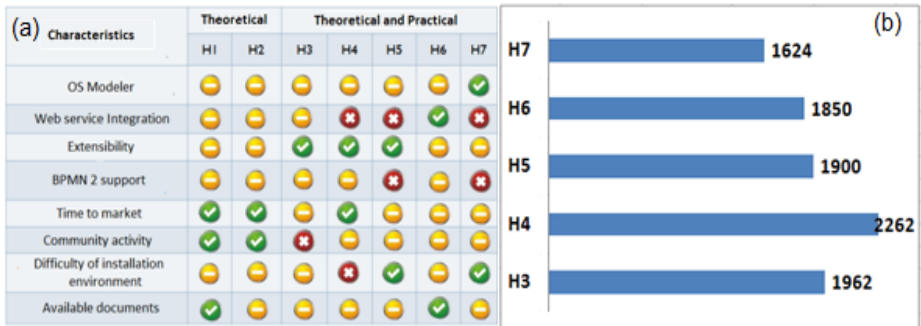 (a)
Characteristics Theoretical Theoretical and Practical
H1 H2 H3 H4 H5 H6 H7
OS Modeler
Web service Integration
Extensibility
BPMN 2 support
Time to market
Community activity
Difficulty of installation
environment
Available documents
(b)
H7 1624
H6 1850
H5 1900
H4 2262
H3 1962